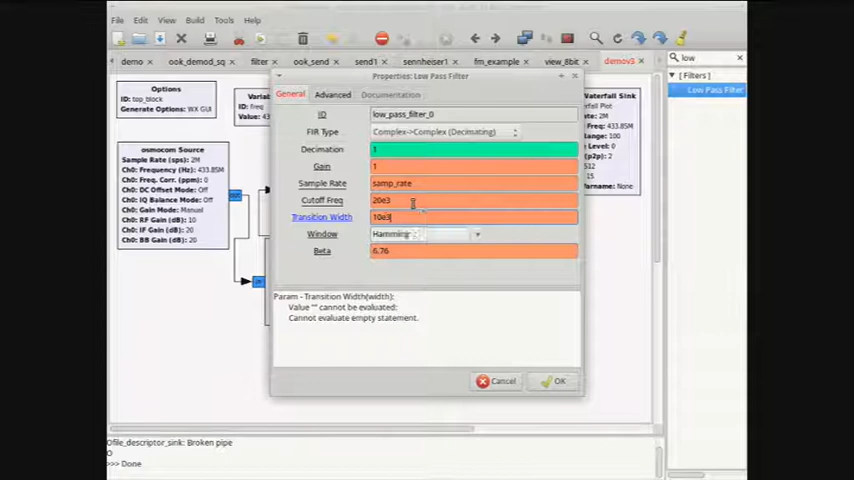 File Edit View Build Tools Help
demo ook_demod_sq filter ook_send send1 sennheiser1 fm_example view_8bit demov3
low
[ Filters ]
Low Pass Filter
Options
ID: top_block
Generate Options: WX GUI
ID: freq
osmocom Source
Sample Rate (sps): 2M
Ch0: Frequency (Hz): 433.85M
Ch0: Freq. Corr. (ppm): 0
Ch0: DC Offset Mode: Off
Ch0: IQ Balance Mode: Off
Ch0: Gain Mode: Manual
Ch0: RF Gain (dB): 10
Ch0: IF Gain (dB): 20
Ch0: BB Gain (dB): 20
Properties: Low Pass Filter
General Advanced Documentation
ID low_pass_filter_0
FIR Type Complex->Complex (Decimating)
Decimation 1
Gain 1
Sample Rate samp_rate
Cutoff Freq 20e3
Transition Width 10e3
Window Hamming
Beta 6.76
Param - Transition Width(width):
Value "" cannot be evaluated:
Cannot evaluate empty statement.
Cancel OK
Waterfall Sink
433.85M
Ofile_descriptor_sink: Broken pipe
O
>>> Done